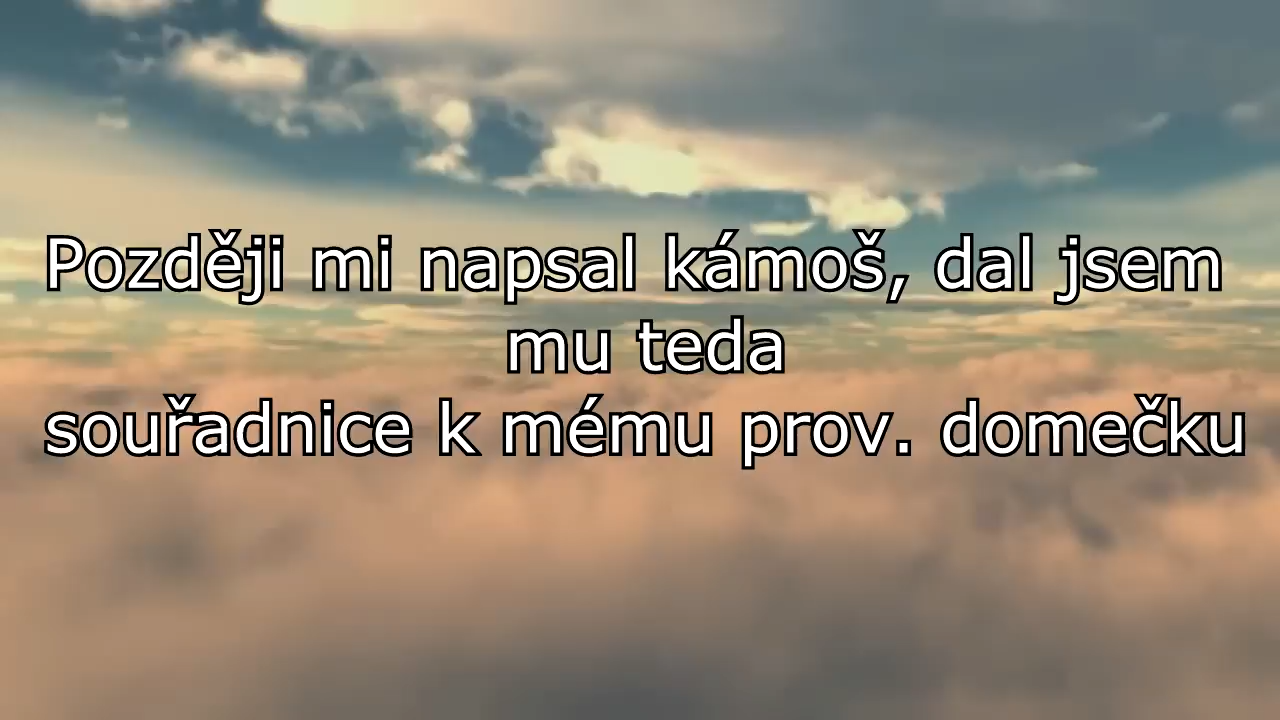 Později mi napsal kámoš, dal jsem
mu teda
souřadnice k mému prov. domečku